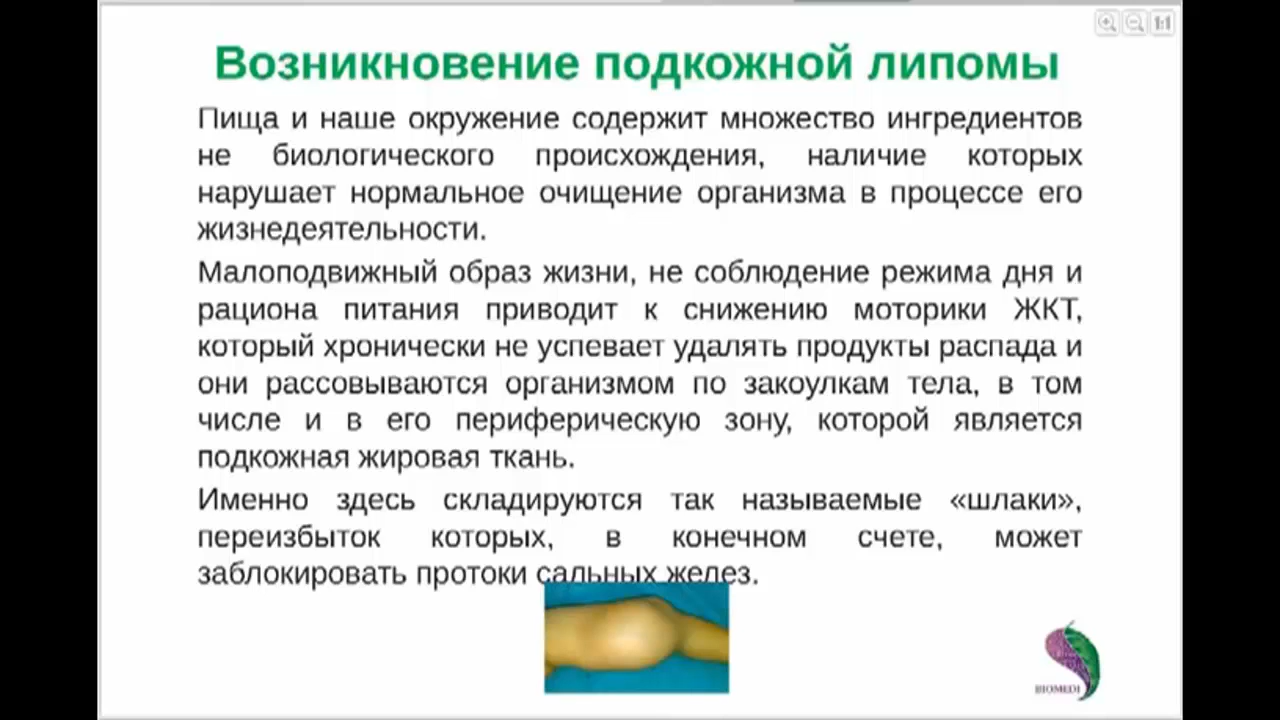 Возникновение подкожной липомы
Пища и наше окружение содержит множество ингредиентов
не биологического происхождения, наличие которых
нарушает нормальное очищение организма в процессе его
жизнедеятельности.
Малоподвижный образ жизни, не соблюдение режима дня и
рациона питания приводит к снижению моторики ЖКТ,
который хронически не успевает удалять продукты распада и
они рассовываются организмом по закоулкам тела, в том
числе и в его периферическую зону, которой является
подкожная жировая ткань.
Именно здесь складируются так называемые «шлаки»,
переизбыток которых, в конечном счете, может
заблокировать протоки сальных желез.
BIOMEDI
1:1